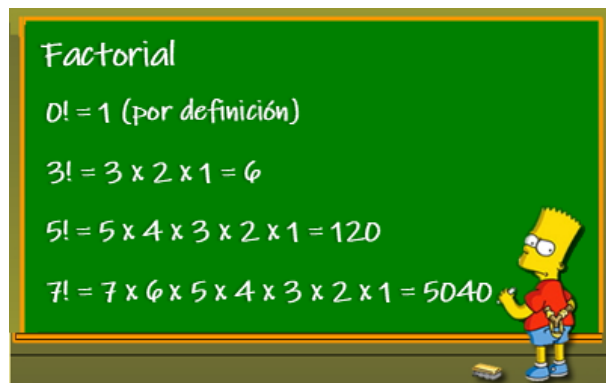 Factorial
0! = 1 (por definición)
3! = 3 x 2 x 1 = 6
5! = 5 x 4 x 3 x 2 x 1 = 120
7! = 7 x 6 x 5 x 4 x 3 x 2 x 1 = 5040